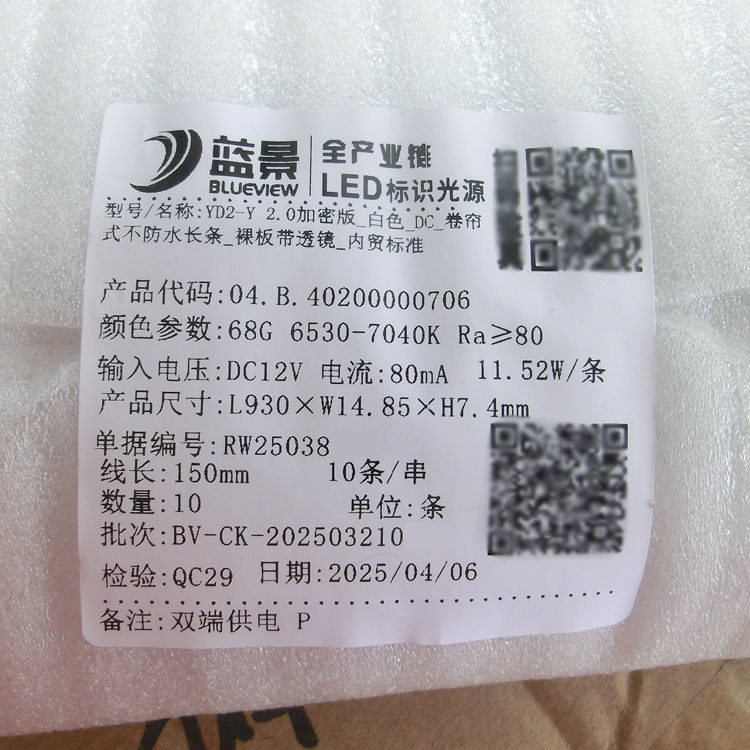 蓝景 全产业链
BLUEVIEW LED标识光源
型号/名称:YD2-Y 2.0加密版_白色_DC_卷帘
式不防水长条_裸板带透镜_内贸标准
产品代码:04.B.40200000706
颜色参数:68G 6530-7040K Ra≥80
输入电压:DC12V 电流:80mA 11.52W/条
产品尺寸:L930×W14.85×H7.4mm
单据编号:RW25038
线长:150mm 10条/串
数量:10 单位:条
批次:BV-CK-202503210
检验:QC29 日期:2025/04/06
备注:双端供电 P